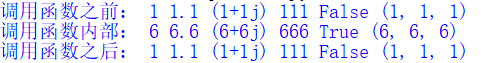 调用函数之前： 1 1.1 (1+1j) 111 False (1, 1, 1)
调用函数内部： 6 6.6 (6+6j) 666 True (6, 6, 6)
调用函数之后： 1 1.1 (1+1j) 111 False (1, 1, 1)